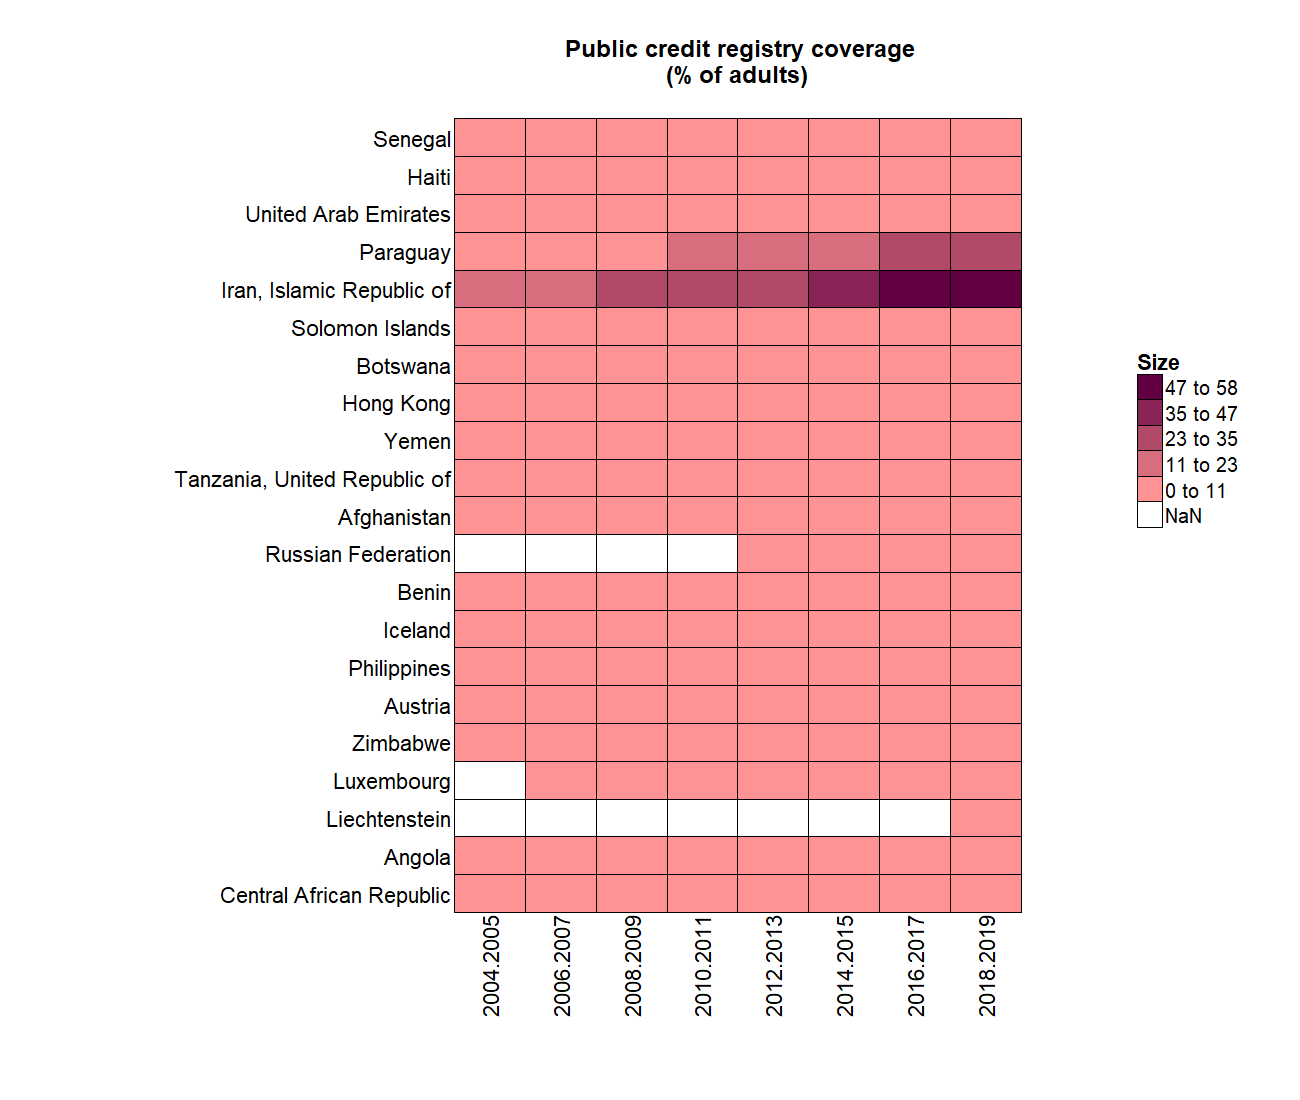 Public credit registry coverage
(% of adults)
Senegal
Haiti
United Arab Emirates
Paraguay
Iran, Islamic Republic of
Solomon Islands
Botswana
Hong Kong
Yemen
Tanzania, United Republic of
Afghanistan
Russian Federation
Benin
Iceland
Philippines
Austria
Zimbabwe
Luxembourg
Liechtenstein
Angola
Central African Republic
2004.2005
2006.2007
2008.2009
2010.2011
2012.2013
2014.2015
2016.2017
2018.2019
Size
47 to 58
35 to 47
23 to 35
11 to 23
0 to 11
NaN